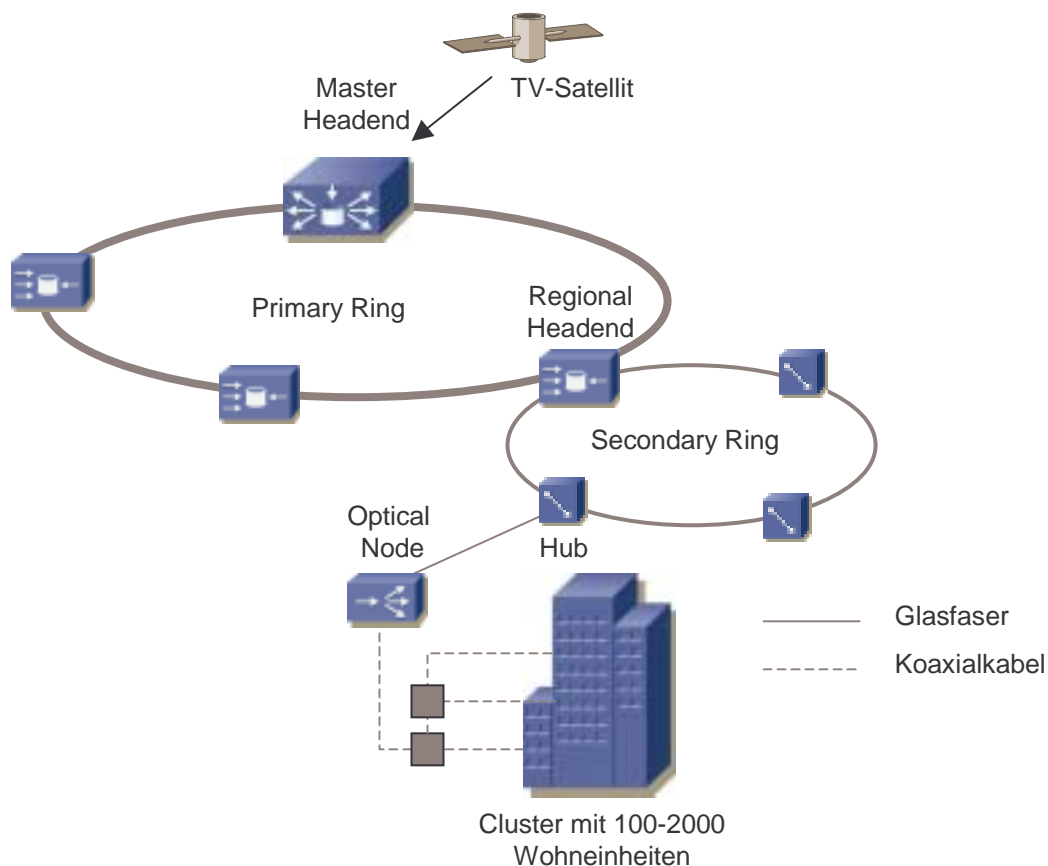 TV-Satellit
Master
Headend
Primary Ring
Regional
Headend
Secondary Ring
Optical
Node
Hub
Glasfaser
Koaxialkabel
Cluster mit 100-2000
Wohneinheiten